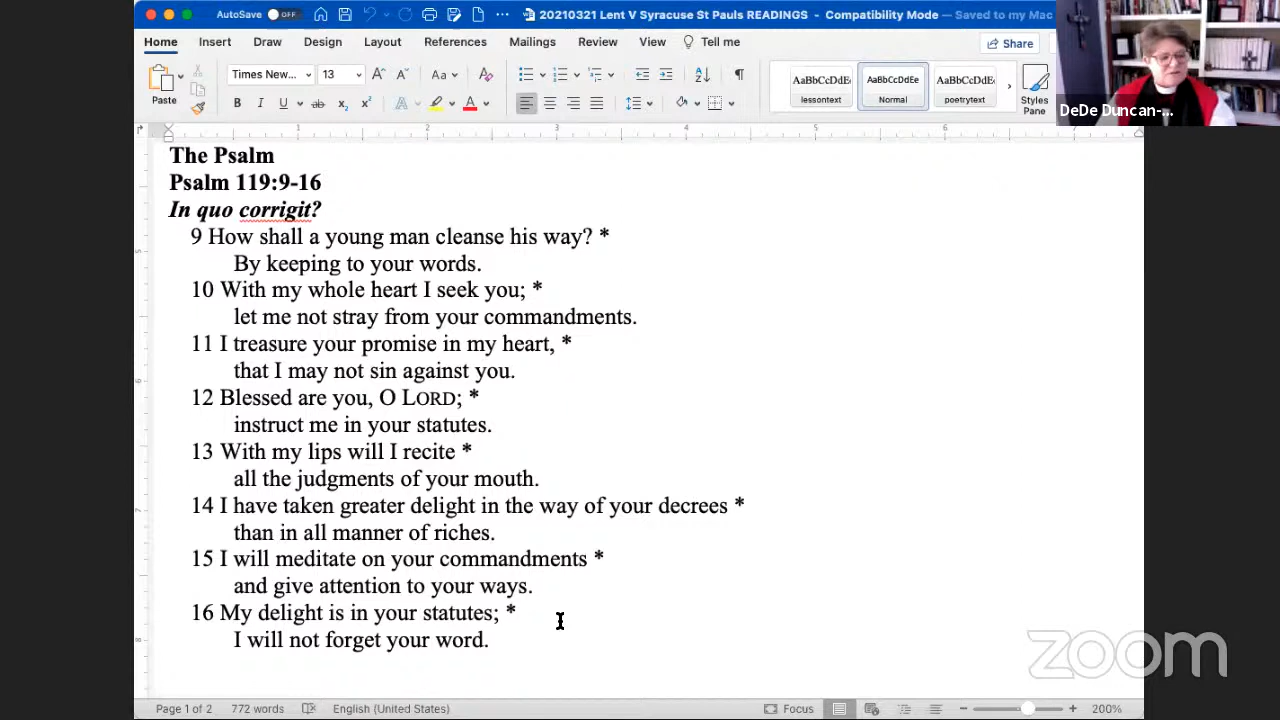 AutoSave OFF
20210321 Lent V Syracuse St Pauls READINGS - Compatibility Mode — Saved to my Mac
Home Insert Draw Design Layout References Mailings Review View Tell me Share
Paste
Times New... 13
AaBbCcDdEe AaBbCcDdEe AaBbCcDdEe
lessontext Normal poetrytext
Styles Pane
DeDe Duncan-...
The Psalm
Psalm 119:9-16
In quo corrigit?
9 How shall a young man cleanse his way? *
By keeping to your words.
10 With my whole heart I seek you; *
let me not stray from your commandments.
11 I treasure your promise in my heart, *
that I may not sin against you.
12 Blessed are you, O LORD; *
instruct me in your statutes.
13 With my lips will I recite *
all the judgments of your mouth.
14 I have taken greater delight in the way of your decrees *
than in all manner of riches.
15 I will meditate on your commandments *
and give attention to your ways.
16 My delight is in your statutes; *
I will not forget your word.
zoom
Page 1 of 2 772 words English (United States) Focus 200%